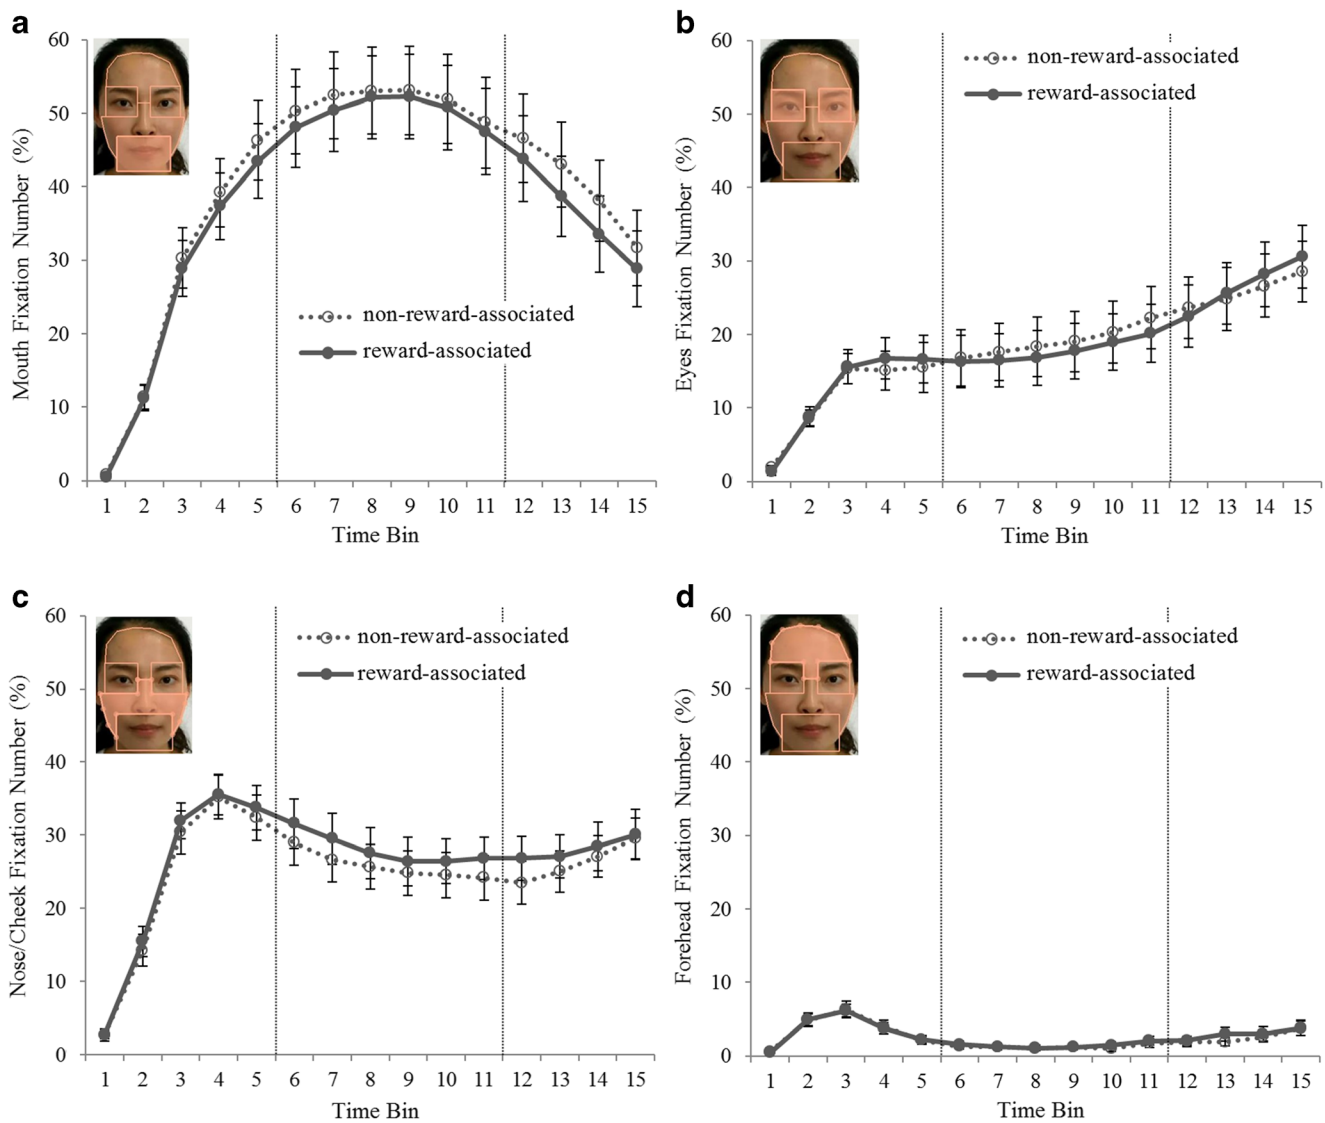 a
60
50
40
30
20
10
0
Mouth Fixation Number (%)
non-reward-associated
reward-associated
1 2 3 4 5 6 7 8 9 10 11 12 13 14 15
Time Bin
b
60
50
40
30
20
10
0
Eyes Fixation Number (%)
non-reward-associated
reward-associated
1 2 3 4 5 6 7 8 9 10 11 12 13 14 15
Time Bin
c
60
50
40
30
20
10
0
Nose/Cheek Fixation Number (%)
non-reward-associated
reward-associated
1 2 3 4 5 6 7 8 9 10 11 12 13 14 15
Time Bin
d
60
50
40
30
20
10
0
Forehead Fixation Number (%)
non-reward-associated
reward-associated
1 2 3 4 5 6 7 8 9 10 11 12 13 14 15
Time Bin